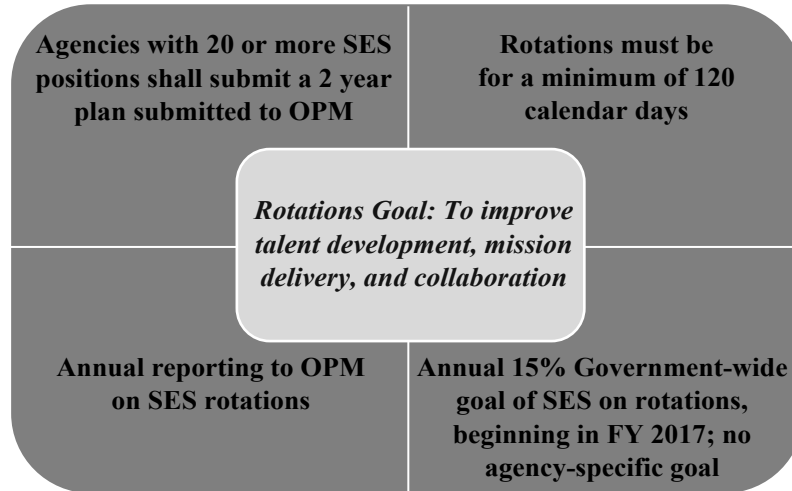 Agencies with 20 or more SES
positions shall submit a 2 year
plan submitted to OPM
Rotations must be
for a minimum of 120
calendar days
Rotations Goal: To improve
talent development, mission
delivery, and collaboration
Annual reporting to OPM
on SES rotations
Annual 15% Government-wide
goal of SES on rotations,
beginning in FY 2017; no
agency-specific goal